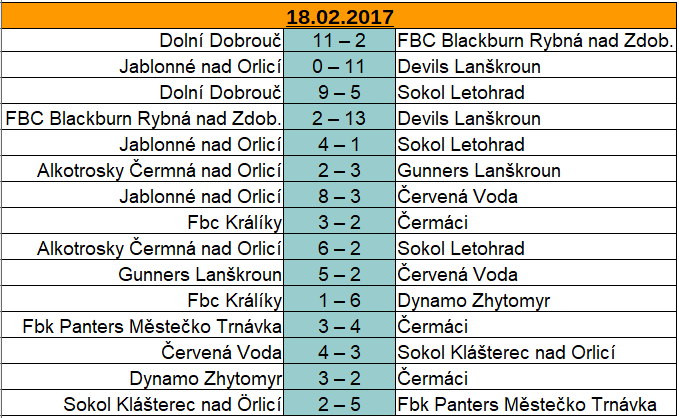 18.02.2017
Dolní Dobrouč 11 – 2 FBC Blackburn Rybná nad Zdob.
Jablonné nad Orlicí 0 – 11 Devils Lanškroun
Dolní Dobrouč 9 – 5 Sokol Letohrad
FBC Blackburn Rybná nad Zdob. 2 – 13 Devils Lanškroun
Jablonné nad Orlicí 4 – 1 Sokol Letohrad
Alkotrosky Čermná nad Orlicí 2 – 3 Gunners Lanškroun
Jablonné nad Orlicí 8 – 3 Červená Voda
Fbc Králíky 3 – 2 Čermáci
Alkotrosky Čermná nad Orlicí 6 – 2 Sokol Letohrad
Gunners Lanškroun 5 – 2 Červená Voda
Fbc Králíky 1 – 6 Dynamo Zhytomyr
Fbk Panters Městečko Trnávka 3 – 4 Čermáci
Červená Voda 4 – 3 Sokol Klášterec nad Orlicí
Dynamo Zhytomyr 3 – 2 Čermáci
Sokol Klášterec nad Örlicí 2 – 5 Fbk Panters Městečko Trnávka